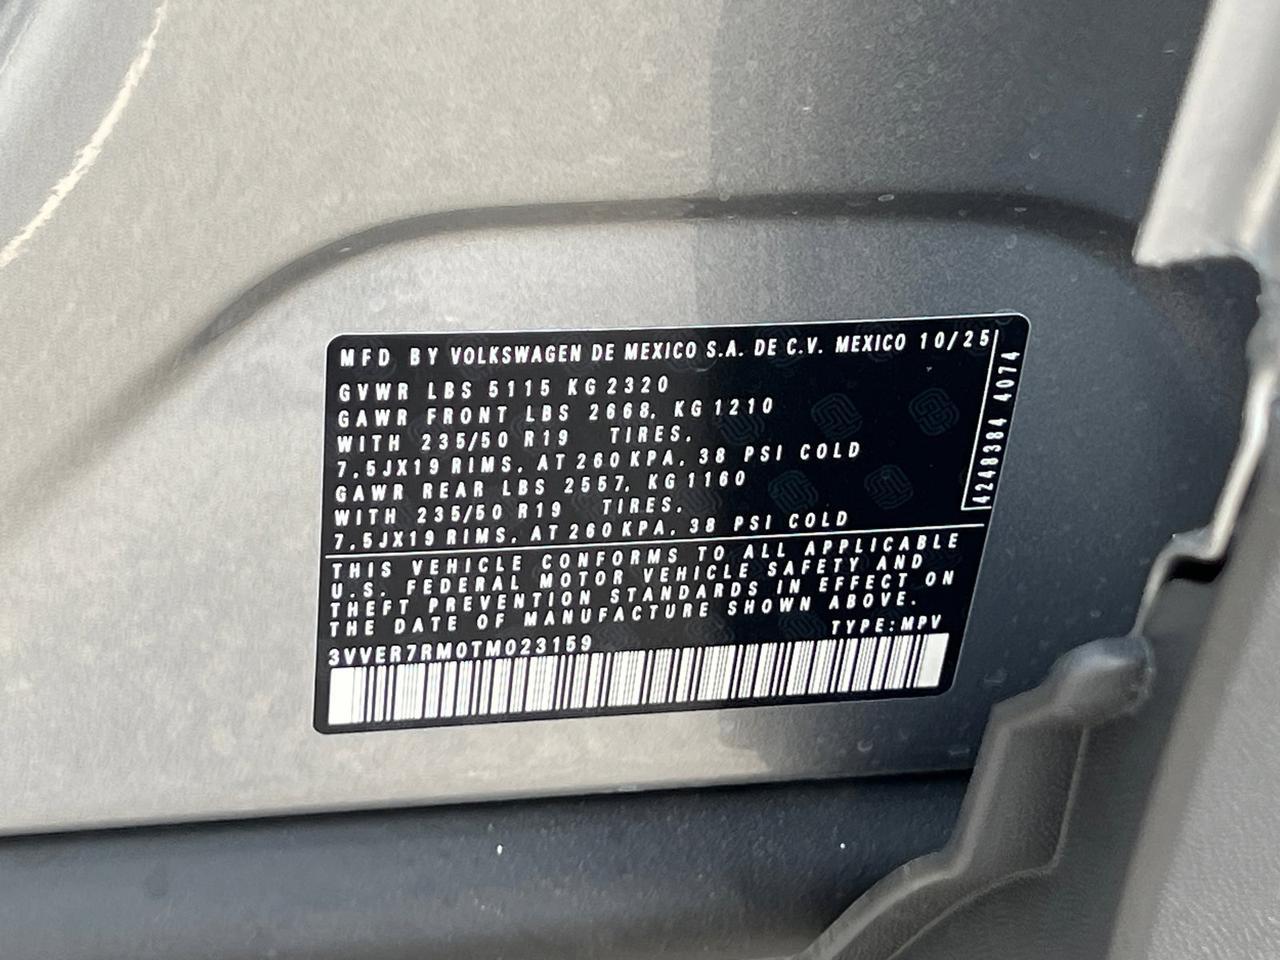 MFD BY VOLKSWAGEN DE MEXICO S.A. DE C.V. MEXICO 10/25
GVWR LBS 5115 KG 2320
GAWR FRONT LBS 2668, KG 1210
WITH 235/50 R19 TIRES,
7,5JX19 RIMS, AT 260 KPA, 38 PSI COLD
GAWR REAR LBS 2557, KG 1160
WITH 235/50 R19 TIRES,
7,5JX19 RIMS, AT 260 KPA, 38 PSI COLD
4248384 4074
THIS VEHICLE CONFORMS TO ALL APPLICABLE
U.S. FEDERAL MOTOR VEHICLE SAFETY AND
THEFT PREVENTION STANDARDS IN EFFECT ON
THE DATE OF MANUFACTURE SHOWN ABOVE.
3VVER7RM0TM023159 TYPE:MPV